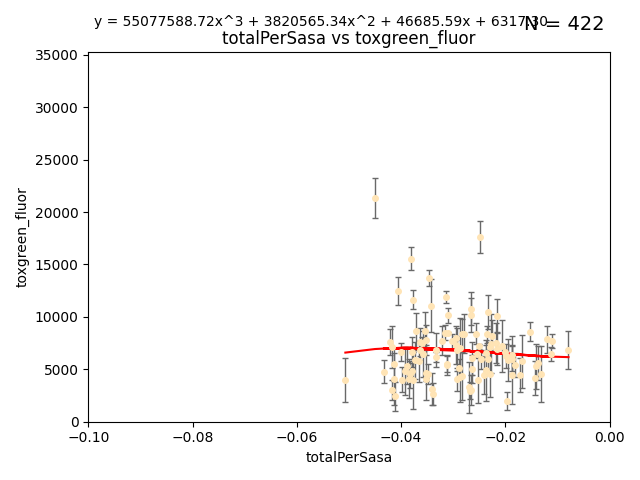 y = 55077588.72x^3 + 3820565.34x^2 + 46685.59x + 6317.30
N = 422
totalPerSasa vs toxgreen_fluor
35000
30000
25000
20000
15000
10000
5000
0
toxgreen_fluor
−0.10
−0.08
−0.06
−0.04
−0.02
0.00
totalPerSasa